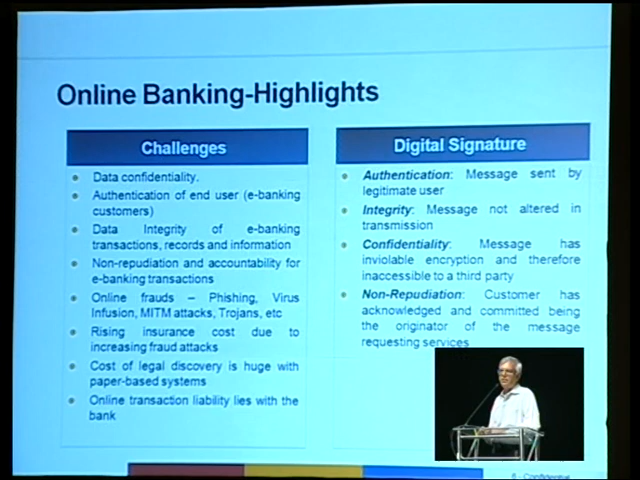 Online Banking-Highlights
Challenges
Data confidentiality.
Authentication of end user (e-banking
customers)
Data Integrity of e-banking
transactions, records and information
Non-repudiation and accountability for
e-banking transactions
Online frauds – Phishing, Virus
Infusion, MITM attacks, Trojans, etc
Rising insurance cost due to
increasing fraud attacks
Cost of legal discovery is huge with
paper-based systems
Online transaction liability lies with the
bank
Digital Signature
Authentication: Message sent by
legitimate user
Integrity: Message not altered in
transmission
Confidentiality: Message has
inviolable encryption and therefore
inaccessible to a third party
Non-Repudiation: Customer has
acknowledged and committed being
the originator of the message
requesting services
Confidential